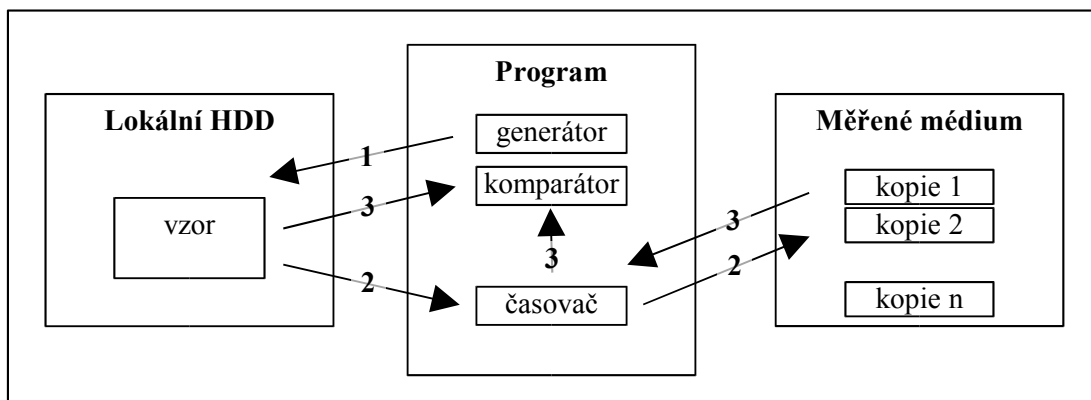 Program
Lokální HDD
Měřené médium
generátor
komparátor
časovač
vzor
kopie 1
kopie 2
kopie n
1
3
2
3
3
2